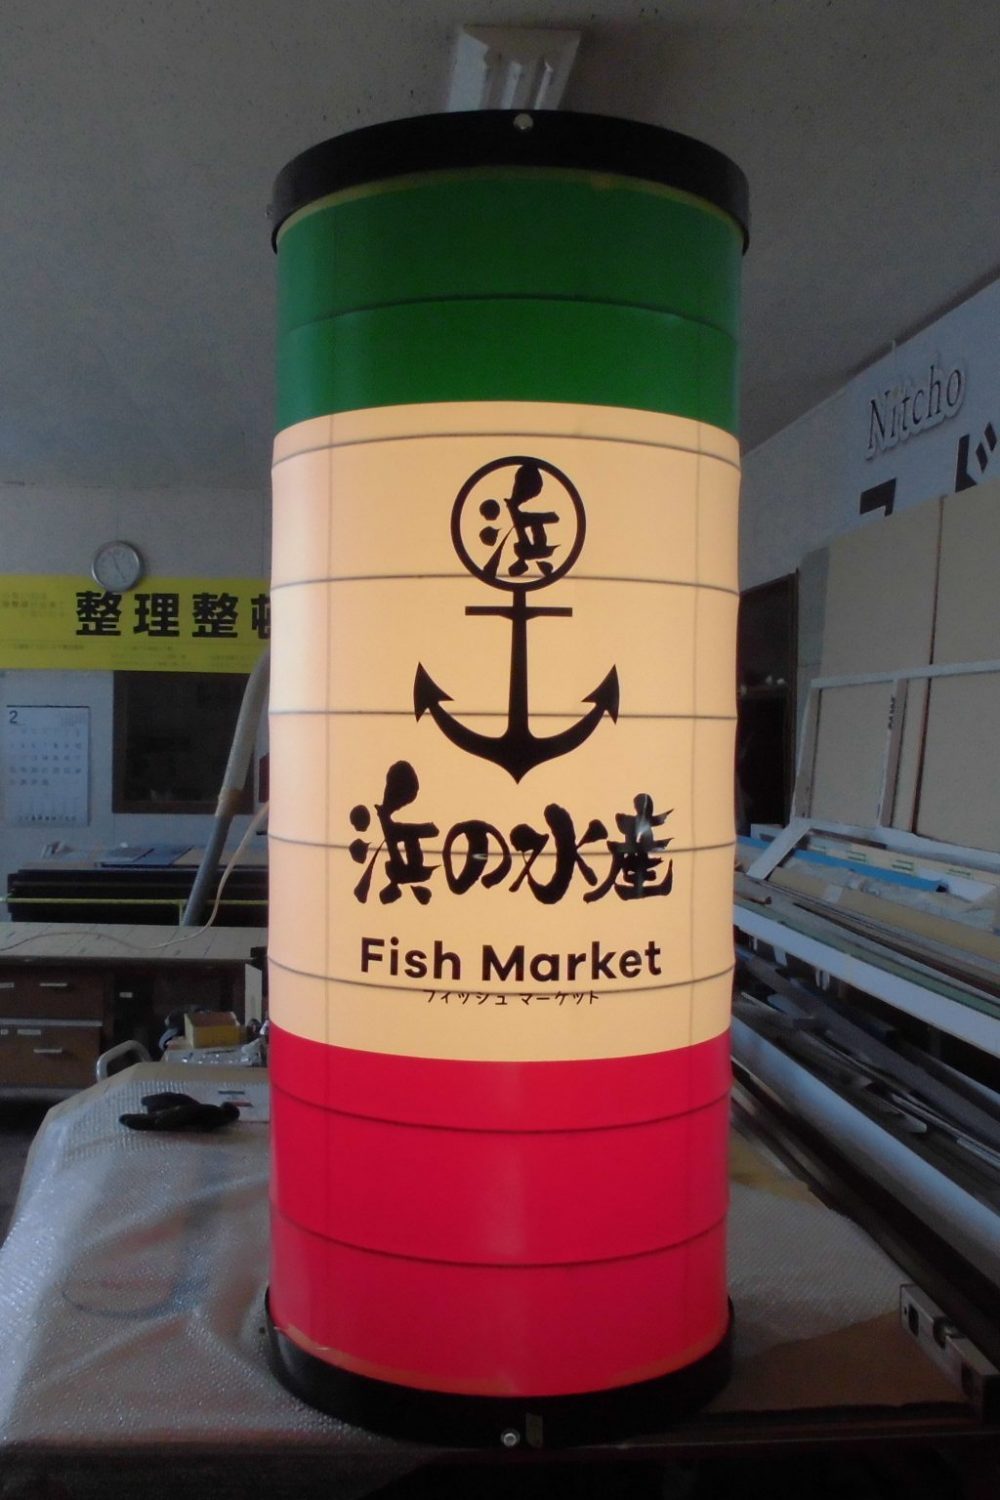 浜
浜の水産
Fish Market
フィッシュ マーケット
整理整頓
Nitcho
2